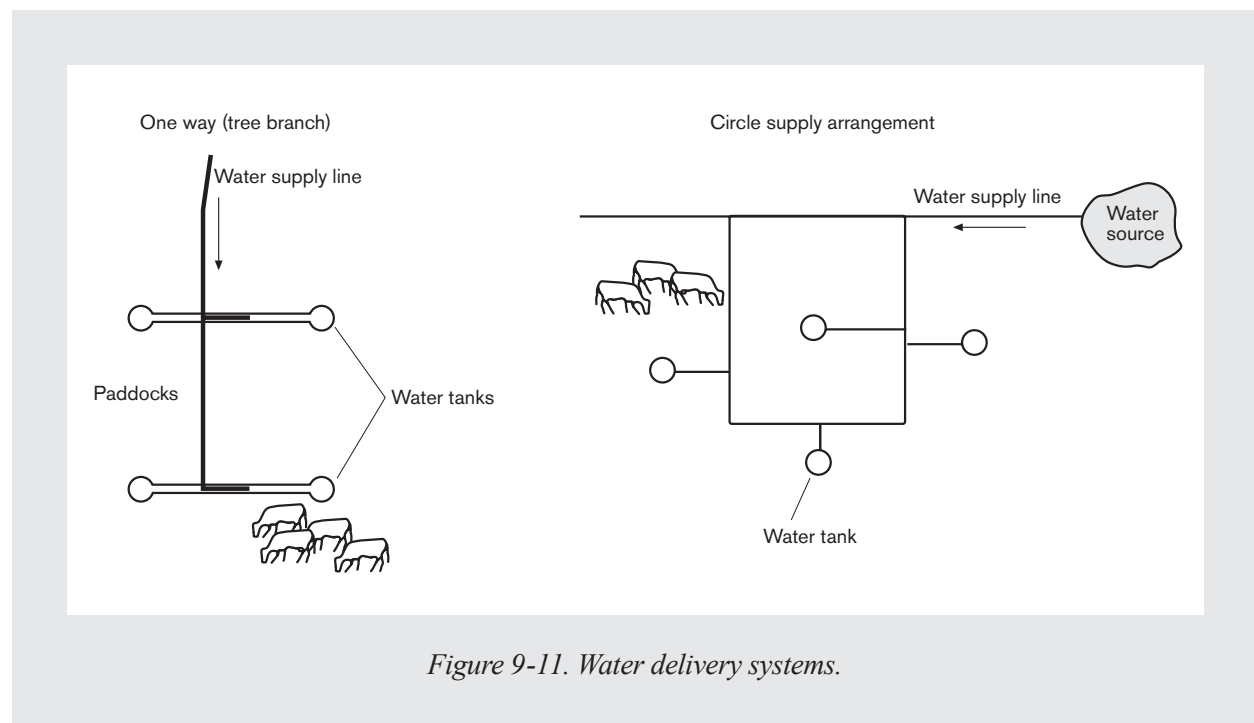 One way (tree branch)
Water supply line
Paddocks
Water tanks
Circle supply arrangement
Water supply line
Water
source
Water tank
Figure 9-11. Water delivery systems.